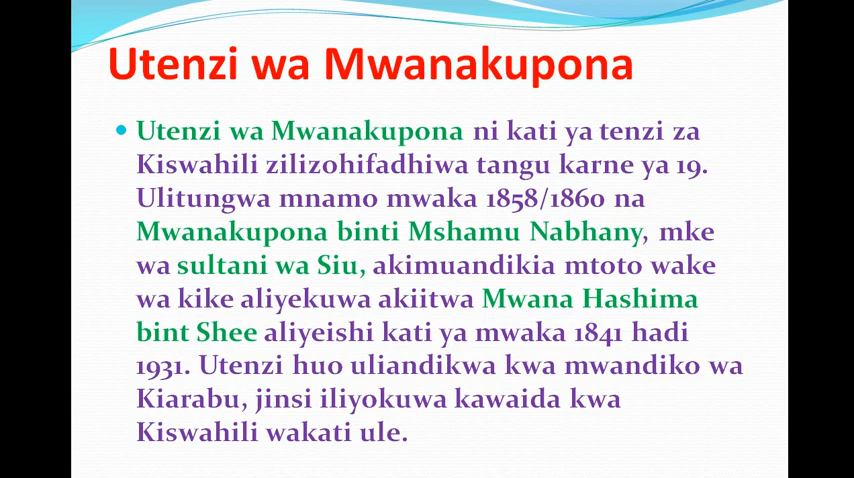 Utenzi wa Mwanakupona
• Utenzi wa Mwanakupona ni kati ya tenzi za
Kiswahili zilizohifadhiwa tangu karne ya 19.
Ulitungwa mnamo mwaka 1858/1860 na
Mwanakupona binti Mshamu Nabhany, mke
wa sultani wa Siu, akimuandikia mtoto wake
wa kike aliyekuwa akiitwa Mwana Hashima
bint Shee aliyeishi kati ya mwaka 1841 hadi
1931. Utenzi huo uliandikwa kwa mwandiko wa
Kiarabu, jinsi iliyokuwa kawaida kwa
Kiswahili wakati ule.